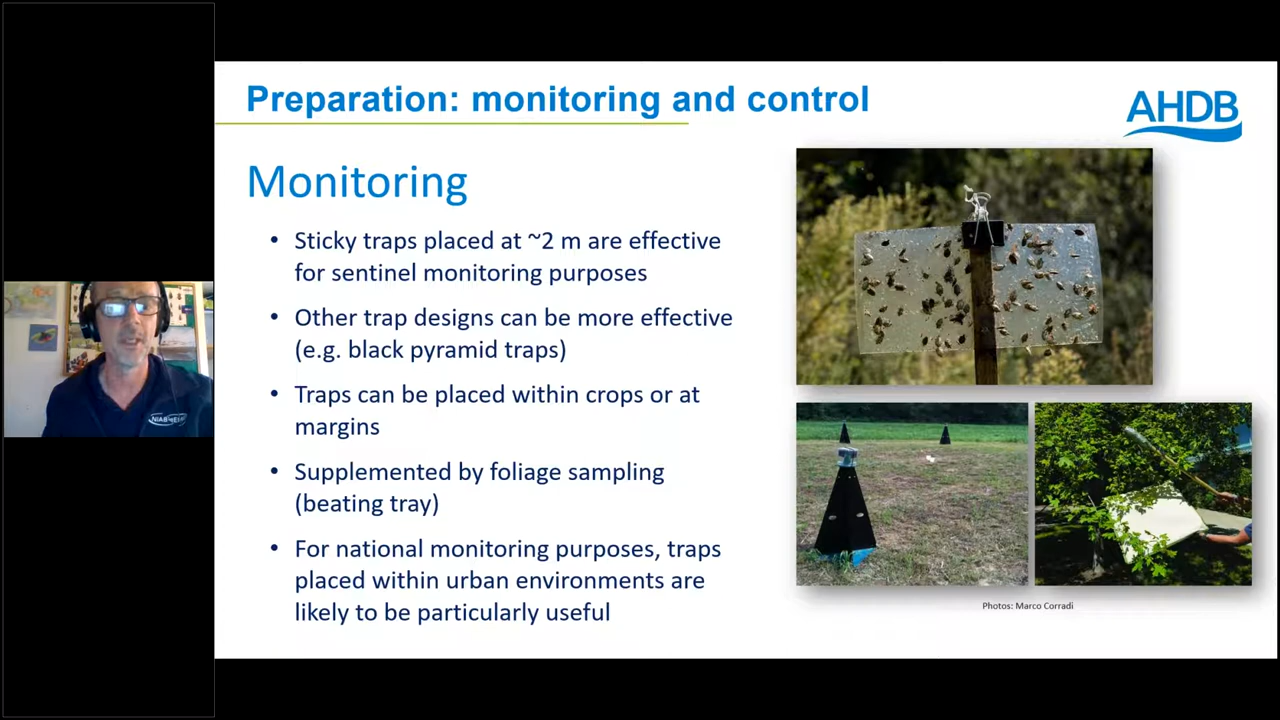 Preparation: monitoring and control
AHDB
Monitoring
• Sticky traps placed at ~2 m are effective
for sentinel monitoring purposes
• Other trap designs can be more effective
(e.g. black pyramid traps)
• Traps can be placed within crops or at
margins
• Supplemented by foliage sampling
(beating tray)
• For national monitoring purposes, traps
placed within urban environments are
likely to be particularly useful
Photos: Marco Corradi